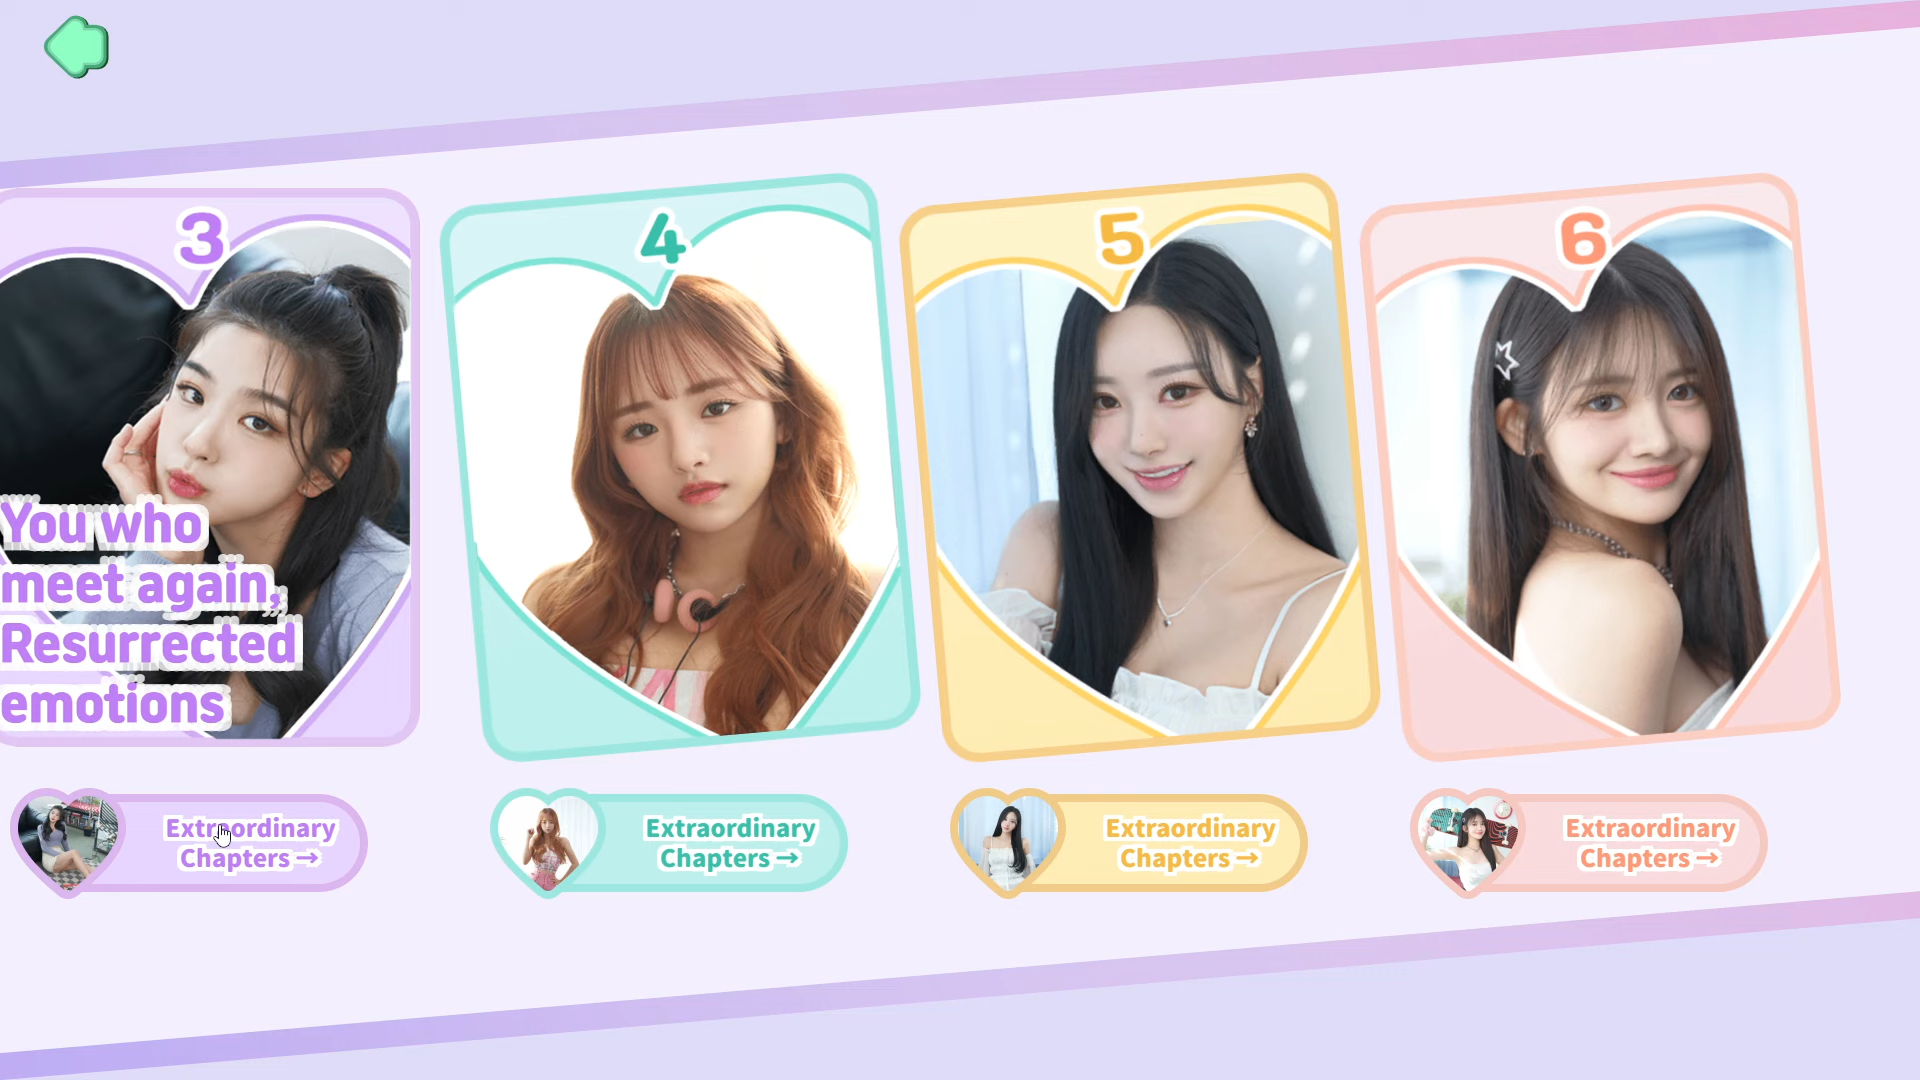 3
4
5
6
You who
meet again,
Resurrected
emotions
Extraordinary
Chapters →
Extraordinary
Chapters →
Extraordinary
Chapters →
Extraordinary
Chapters →